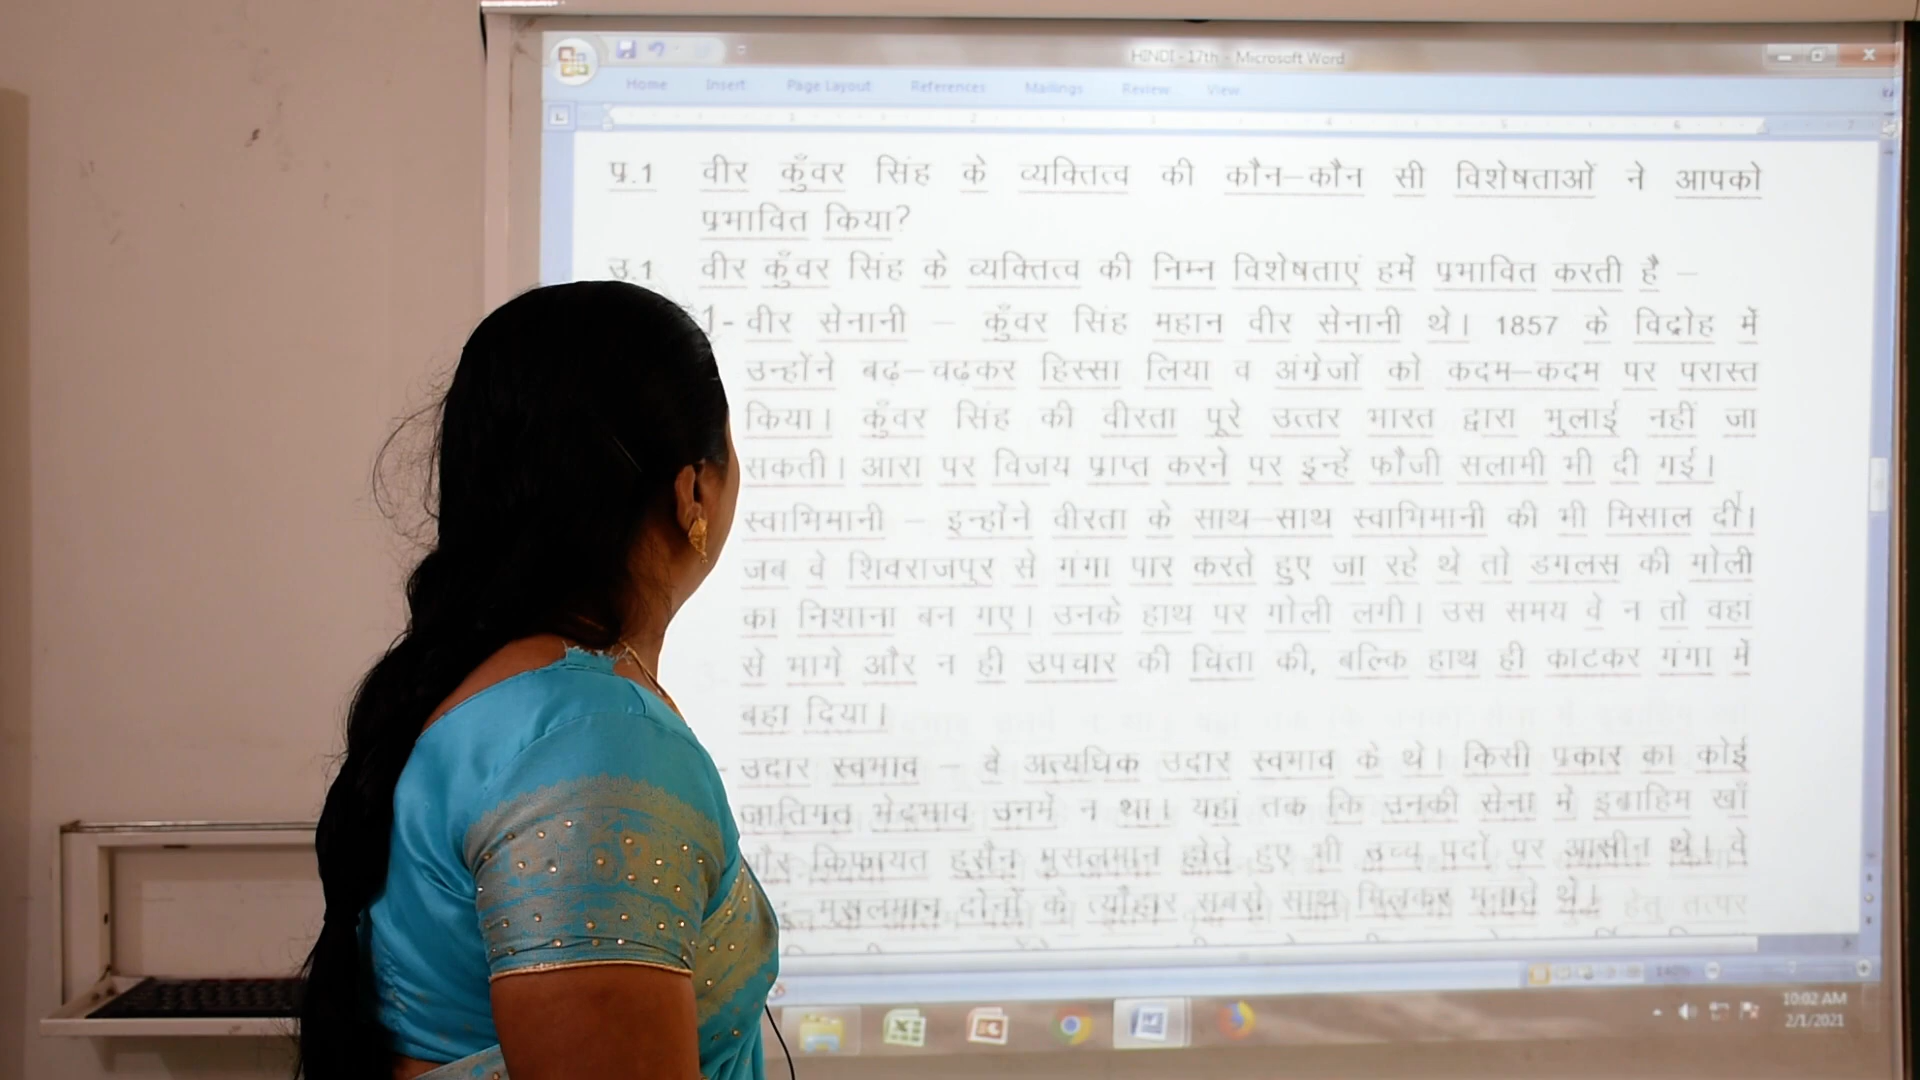 HINDI - 17th - Microsoft Word
Home Insert Page Layout References Mailings Review View
प्र.1 वीर कुँवर सिंह के व्यक्तित्व की कौन–कौन सी विशेषताओं ने आपको
प्रभावित किया?
उ.1 वीर कुँवर सिंह के व्यक्तित्व की निम्न विशेषताएं हमें प्रभावित करती है –
1- वीर सेनानी – कुँवर सिंह महान वीर सेनानी थे। 1857 के विद्रोह में
उन्होंने बढ़–चढ़कर हिस्सा लिया व अंग्रेजों को कदम–कदम पर परास्त
किया। कुँवर सिंह की वीरता पूरे उत्तर भारत द्वारा भुलाई नहीं जा
सकती। आरा पर विजय प्राप्त करने पर इन्हें फौजी सलामी भी दी गई।
स्वाभिमानी – इन्होंने वीरता के साथ–साथ स्वाभिमानी की भी मिसाल दी।
जब वे शिवराजपुर से गंगा पार करते हुए जा रहे थे तो डगलस की गोली
का निशाना बन गए। उनके हाथ पर गोली लगी। उस समय वे न तो वहां
से भागे और न ही उपचार की चिंता की, बल्कि हाथ ही काटकर गंगा में
बहा दिया।
- उदार स्वभाव – वे अत्यधिक उदार स्वभाव के थे। किसी प्रकार का कोई
जातिगत भेदभाव उनमें न था। यहां तक कि उनकी सेना में इब्राहिम खाँ
और किफायत हुसैन मुसलमान होते हुए भी उच्च पदों पर आसीन थे। वे
मुसलमान दोनों के त्यौहार सबसे साथ मिलकर मनाते थे। हेतु तत्पर
140%
10:02 AM
2/1/2021